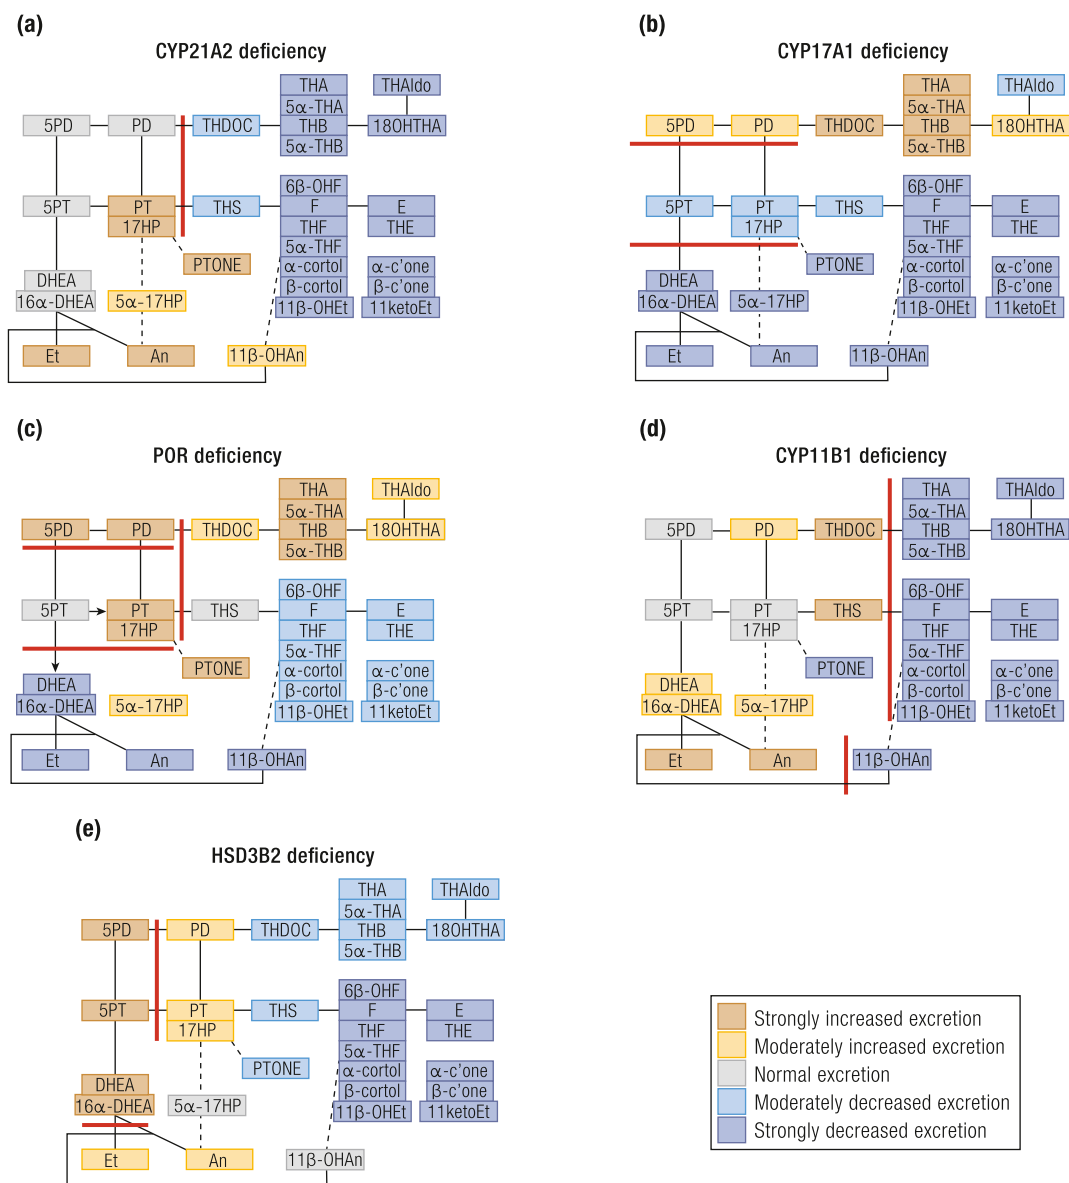 (a)
CYP21A2 deficiency
THA
THAldo
5α-THA
5PD
PD
THDOC
THB
18OHTHA
5α-THB
6β-OHF
5PT
PT
THS
F
E
17HP
THF
THE
PTONE
5α-THF
DHEA
α-cortol
α-c'one
16α-DHEA
5α-17HP
β-cortol
β-c'one
11β-OHEt
11ketoEt
Et
An
11β-OHAn
(b)
CYP17A1 deficiency
THA
THAldo
5α-THA
5PD
PD
THDOC
THB
18OHTHA
5α-THB
6β-OHF
5PT
PT
THS
F
E
17HP
THF
THE
5α-THF
PTONE
DHEA
α-cortol
α-c'one
16α-DHEA
5α-17HP
β-cortol
β-c'one
11β-OHEt
11ketoEt
Et
An
11β-OHAn
(c)
POR deficiency
THA
THAldo
5α-THA
5PD
PD
THDOC
THB
18OHTHA
5α-THB
6β-OHF
5PT
PT
THS
F
E
17HP
THF
THE
5α-THF
PTONE
DHEA
α-cortol
α-c'one
16α-DHEA
5α-17HP
β-cortol
β-c'one
11β-OHEt
11ketoEt
Et
An
11β-OHAn
(d)
CYP11B1 deficiency
THA
THAldo
5α-THA
5PD
PD
THDOC
THB
18OHTHA
5α-THB
6β-OHF
5PT
PT
THS
F
E
17HP
THF
THE
5α-THF
PTONE
DHEA
α-cortol
α-c'one
16α-DHEA
5α-17HP
β-cortol
β-c'one
11β-OHEt
11ketoEt
Et
An
11β-OHAn
(e)
HSD3B2 deficiency
THA
THAldo
5α-THA
5PD
PD
THDOC
THB
18OHTHA
5α-THB
6β-OHF
5PT
PT
THS
F
E
17HP
THF
THE
5α-THF
PTONE
α-cortol
α-c'one
DHEA
β-cortol
β-c'one
16α-DHEA
5α-17HP
11β-OHEt
11ketoEt
Et
An
11β-OHAn
Strongly increased excretion
Moderately increased excretion
Normal excretion
Moderately decreased excretion
Strongly decreased excretion